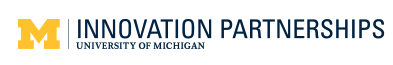 M INNOVATION PARTNERSHIPS
UNIVERSITY OF MICHIGAN